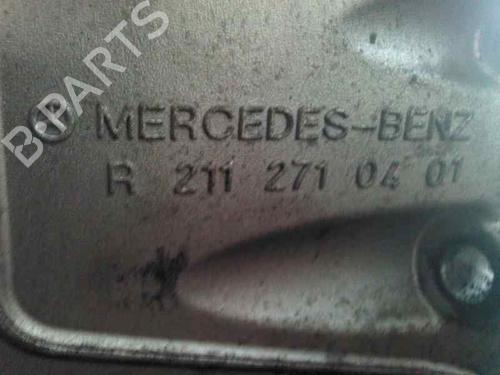 B-PARTS
MERCEDES-BENZ
R 211 271 04 01